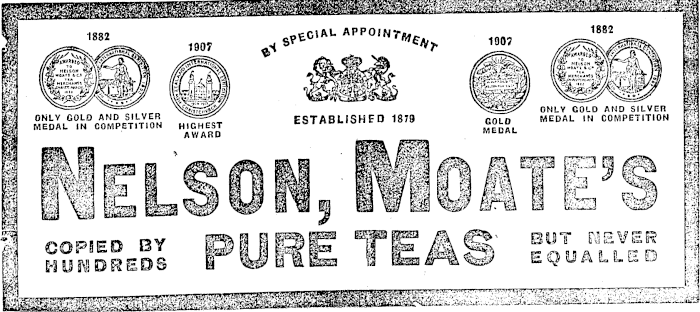 1882
ONLY GOLD AND SILVER
MEDAL IN COMPETITION
1907
HIGHEST
AWARD
BY SPECIAL APPOINTMENT
ESTABLISHED 1879
1907
GOLD
MEDAL
1882
ONLY GOLD AND SILVER
MEDAL IN COMPETITION
NELSON, MOATE'S
COPIED BY
HUNDREDS
PURE TEAS
BUT NEVER
EQUALLED